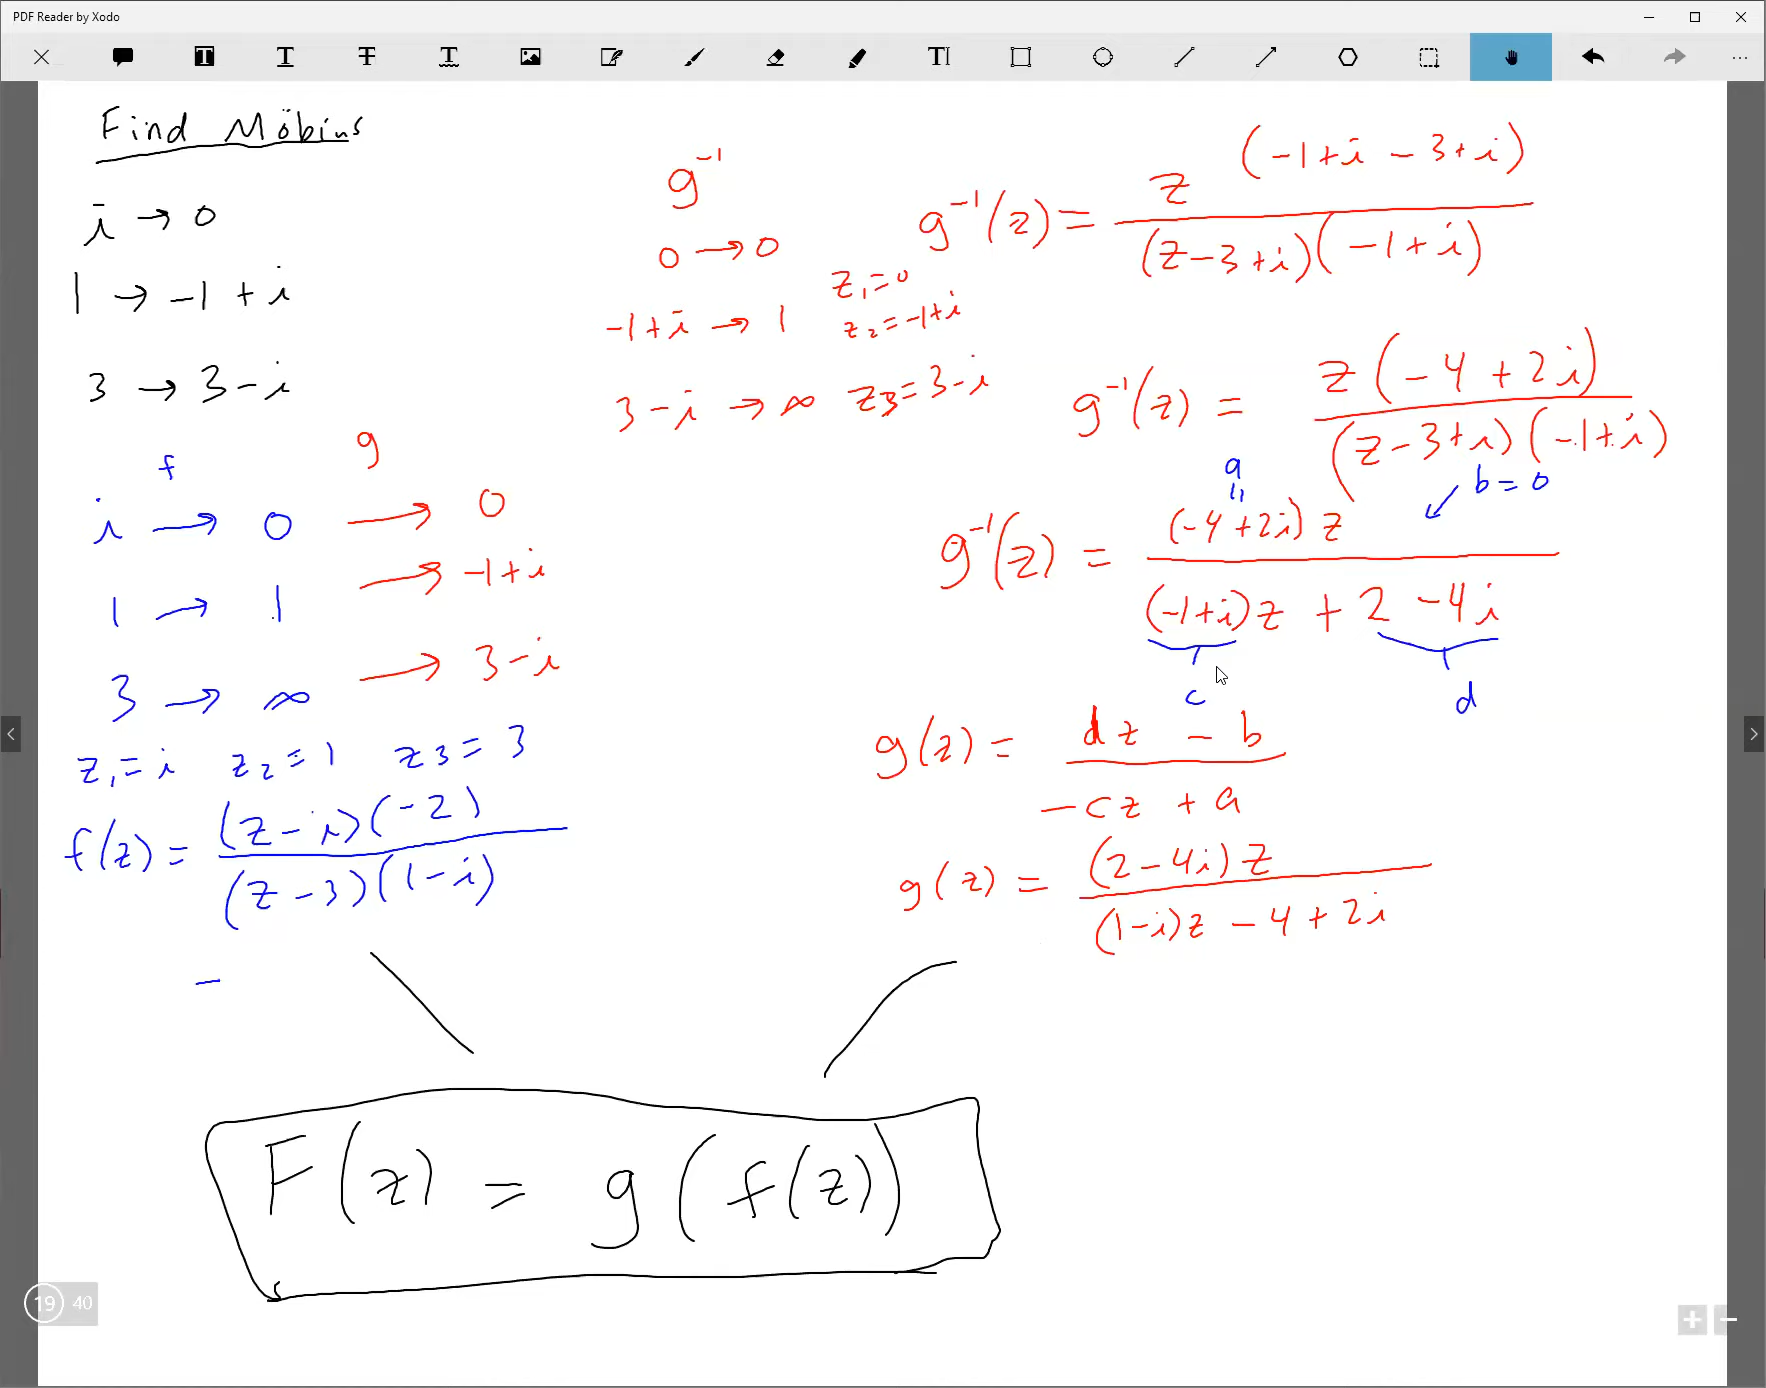 PDF Reader by Xodo
Find Möbius
i → 0
1 → -1 + i
3 → 3 - i
f g
i → 0 → 0
1 → 1 → -1 + i
3 → ∞ → 3 - i
z₁ = i z₂ = 1 z₃ = 3
f(z) = (z - i)(-2) / (z - 3)(1 - i)
-
g⁻¹
0 → 0 z₁ = 0
-1 + i → 1 z₂ = -1 + i
3 - i → ∞ z₃ = 3 - i
g⁻¹(z) = z (-1 + i - 3 + i) / (z - 3 + i)(-1 + i)
g⁻¹(z) = z (-4 + 2i) / (z - 3 + i)(-1 + i)
a
=
b = 0
g⁻¹(z) = (-4 + 2i) z / (-1 + i) z + 2 - 4i
c d
g(z) = dz - b / -cz + a
g(z) = (2 - 4i) z / (1 - i) z - 4 + 2i
F(z) = g(f(z))
19 40